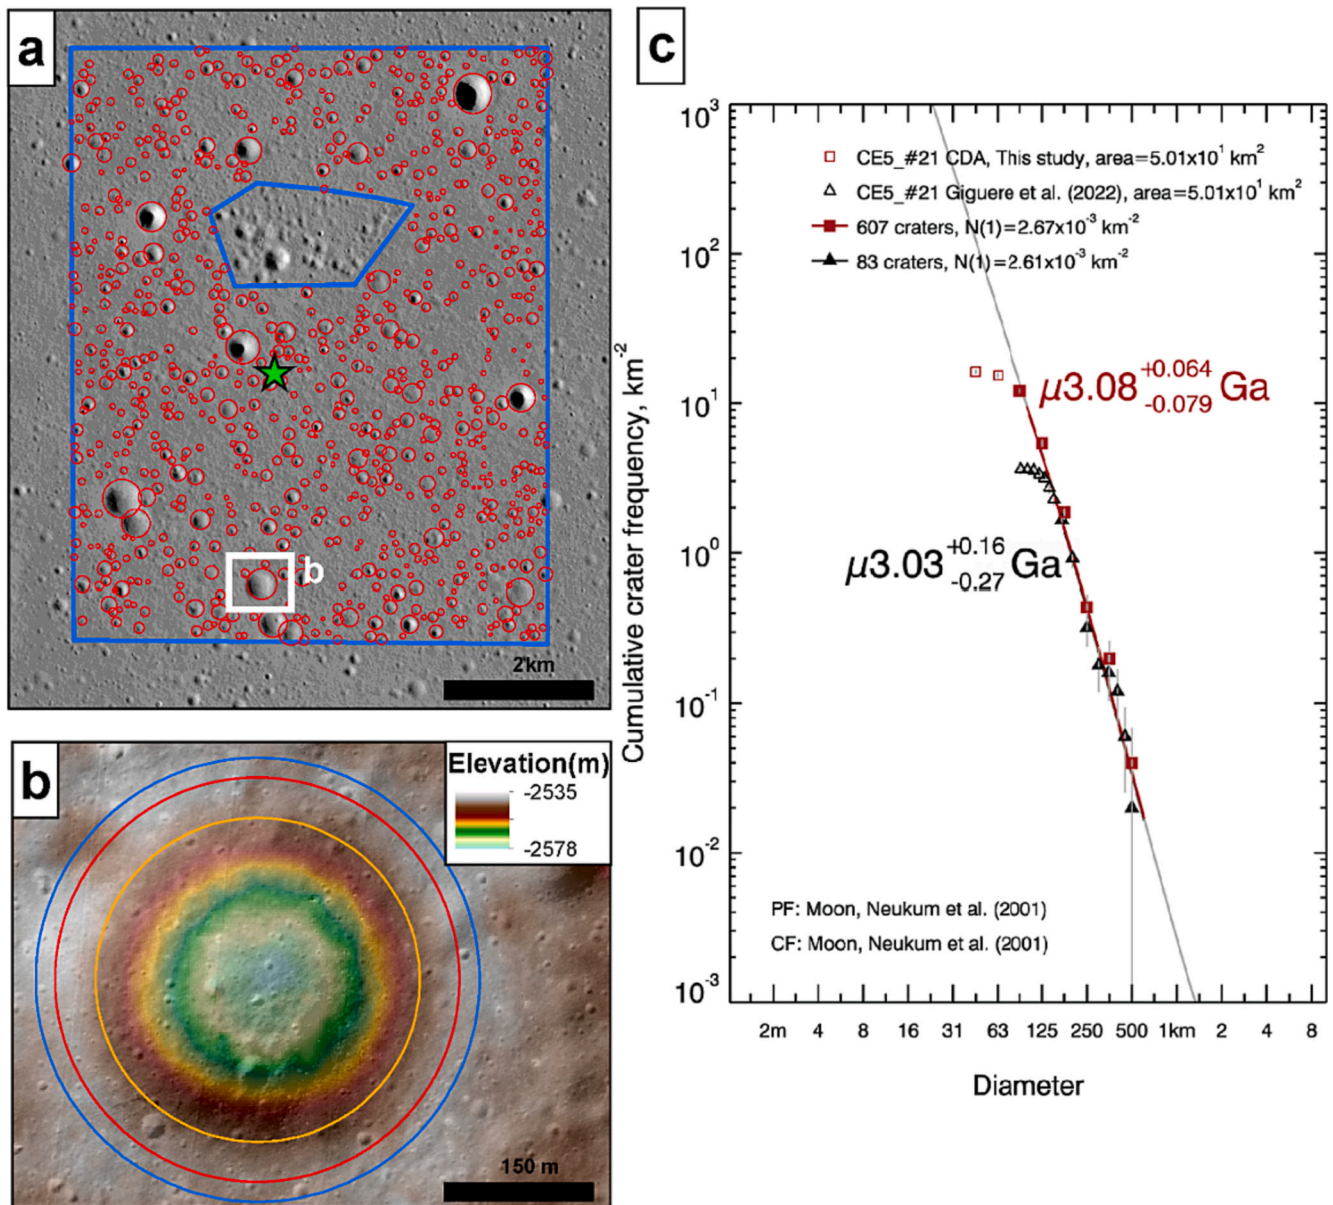 a
b
2km
b
Elevation(m)
-2535
-2578
150 m
c
10³
10²
10¹
10⁰
10⁻¹
10⁻²
10⁻³
Cumulative crater frequency, km⁻²
CE5_#21 CDA, This study, area=5.01x10¹ km²
CE5_#21 Giguere et al. (2022), area=5.01x10¹ km²
607 craters, N(1)=2.67x10⁻³ km⁻²
83 craters, N(1)=2.61x10⁻³ km⁻²
μ3.08 +0.064 -0.079 Ga
μ3.03 +0.16 -0.27 Ga
PF: Moon, Neukum et al. (2001)
CF: Moon, Neukum et al. (2001)
2m 4 8 16 31 63 125 250 500 1km 2 4 8
Diameter